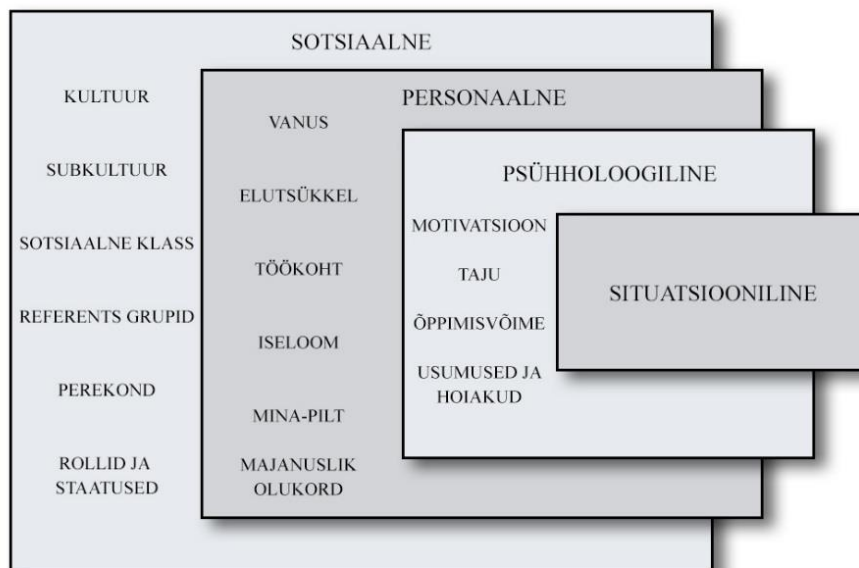 SOTSIAALNE
KULTUUR
SUBKULTUUR
SOTSIAALNE KLASS
REFERENTS GRUPID
PEREKOND
ROLLID JA
STAATUSED
PERSONAALNE
VANUS
ELUTSÜKKEL
TÖÖKOHT
ISELOOM
MINA-PILT
MAJANUSLIK
OLUKORD
PSÜHHOLOOGILINE
MOTIVATSIOON
TAJU
ÕPPIMISVÕIME
USUMUSED JA
HOIAKUD
SITUATSIOONILINE